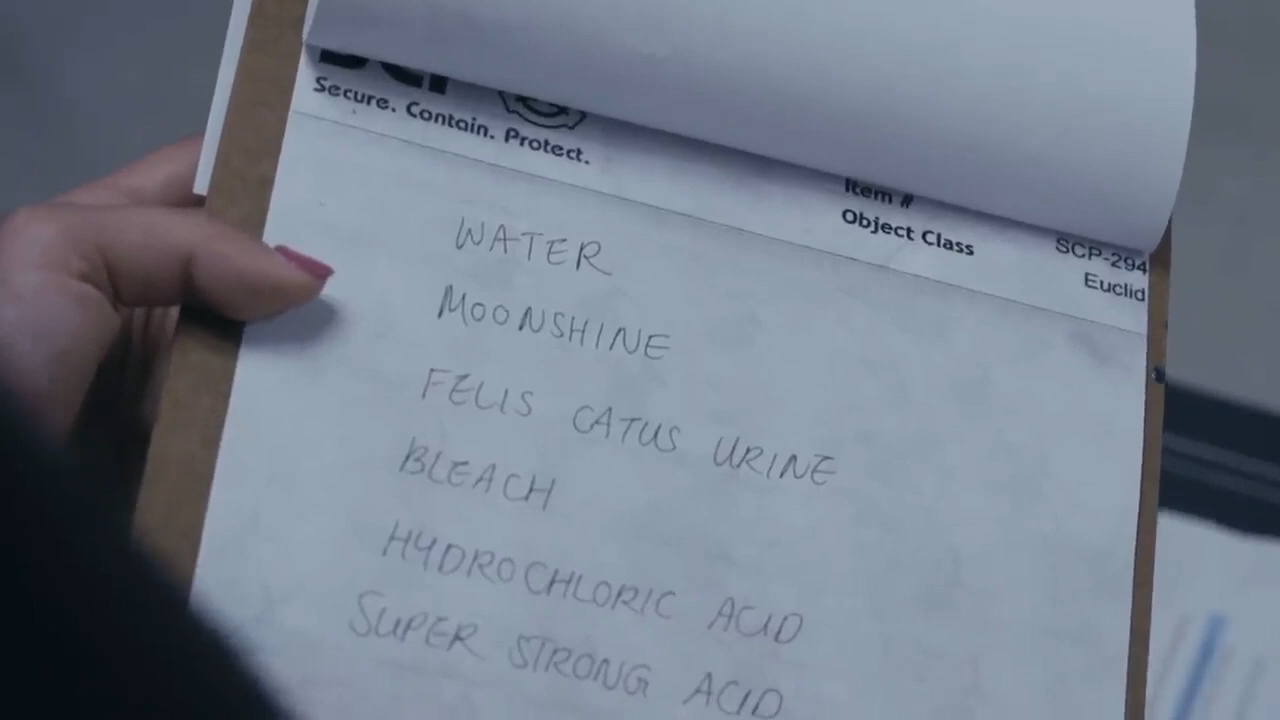 Secure. Contain. Protect.
Item #
SCP-294
Object Class
Euclid
WATER
MOONSHINE
FELIS CATUS URINE
BLEACH
HYDROCHLORIC ACID
SUPER STRONG ACID